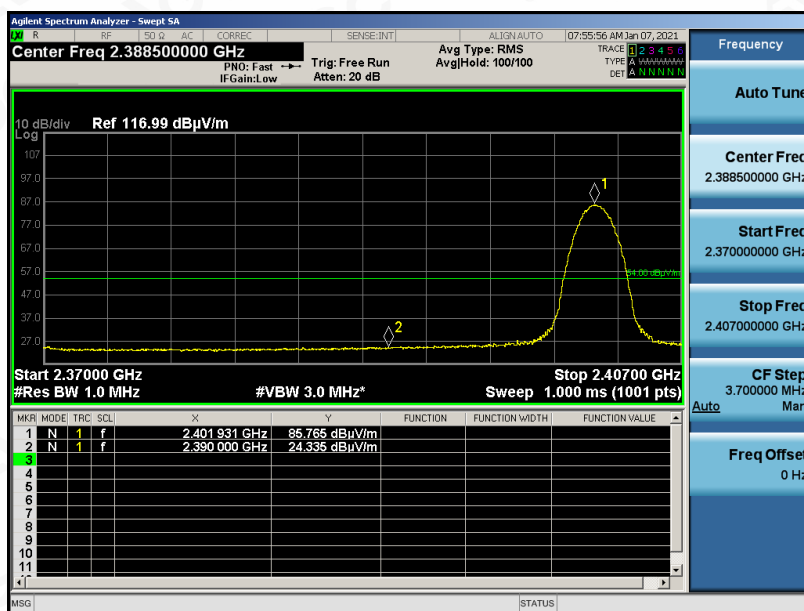 Agilent Spectrum Analyzer - Swept SA
LXI R RF 50 Ω AC CORREC SENSE:INT ALIGN AUTO 07:55:56 AM Jan 07, 2021
Center Freq 2.388500000 GHz
PNO: Fast
IFGain:Low
Trig: Free Run
Atten: 20 dB
Avg Type: RMS
Avg|Hold: 100/100
TRACE 1 2 3 4 5 6
TYPE A
DET A N N N N N
10 dB/div Ref 116.99 dBµV/m
Log
107
97.0
87.0
77.0
67.0
57.0
47.0
37.0
27.0
1
2
54.00 dBµV/m
Start 2.37000 GHz Stop 2.40700 GHz
#Res BW 1.0 MHz #VBW 3.0 MHz* Sweep 1.000 ms (1001 pts)
MKR MODE TRC SCL X Y FUNCTION FUNCTION WIDTH FUNCTION VALUE
1 N 1 f 2.401 931 GHz 85.765 dBµV/m
2 N 1 f 2.390 000 GHz 24.335 dBµV/m
3
4
5
6
7
8
9
10
11
MSG STATUS
Frequency
Auto Tune
Center Freq
2.388500000 GHz
Start Freq
2.370000000 GHz
Stop Freq
2.407000000 GHz
CF Step
3.700000 MHz
Auto Man
Freq Offset
0 Hz